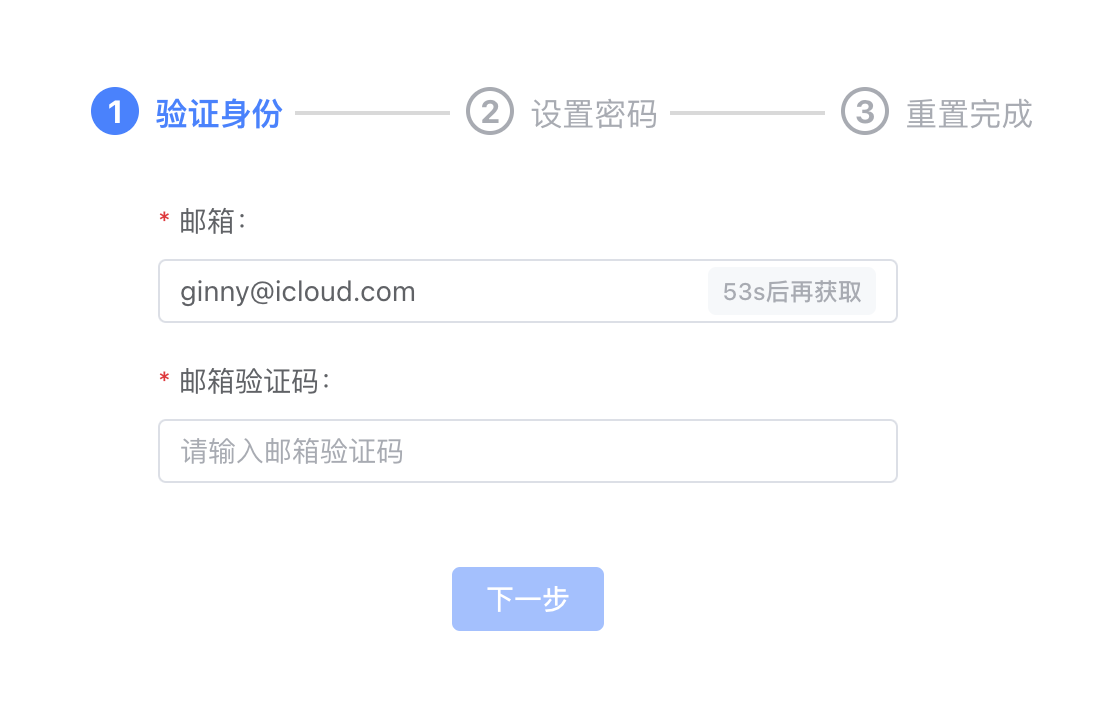 1 验证身份 2 设置密码 3 重置完成
* 邮箱:
ginny@icloud.com 53s后再获取
* 邮箱验证码:
请输入邮箱验证码
下一步